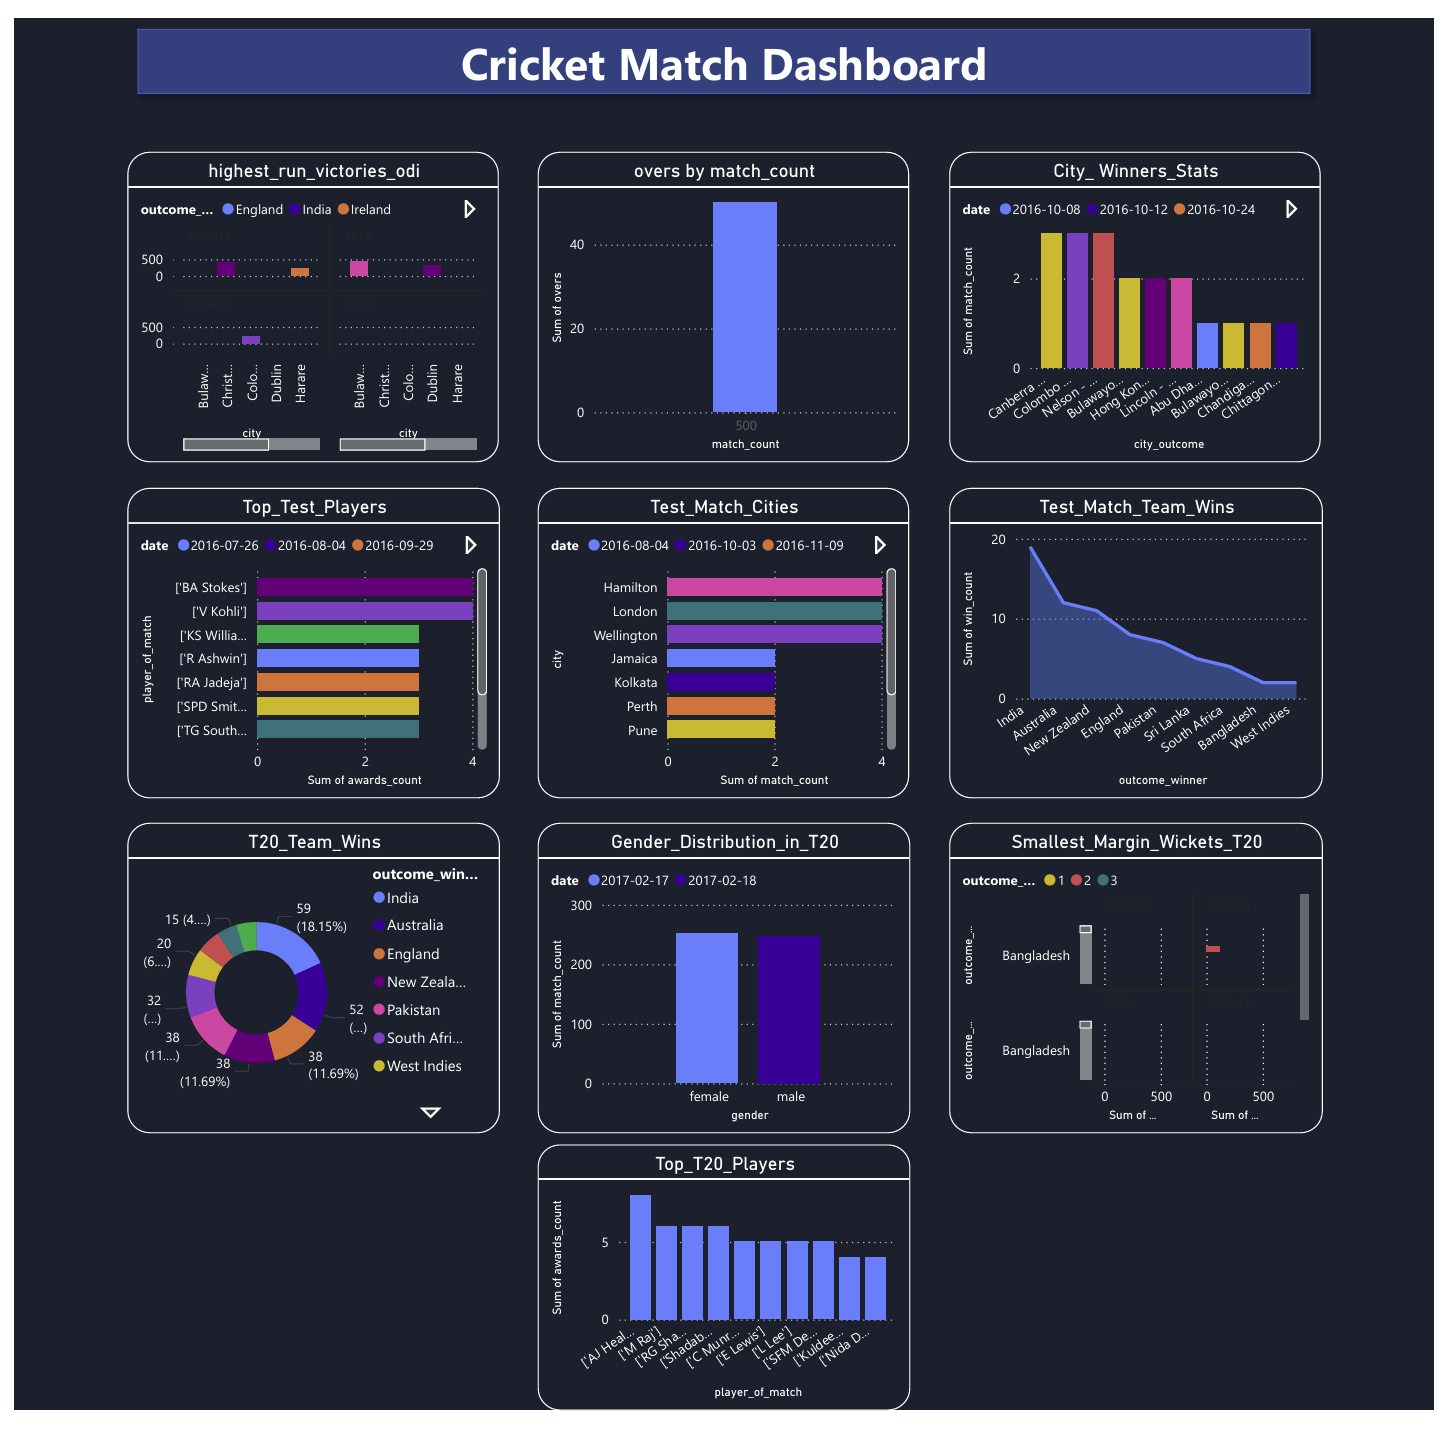 Cricket Match Dashboard
highest_run_victories_odi
outcome_... England India Ireland
500
0
500
0
Bulaw...
Christ...
Colo...
Dublin
Harare
Bulaw...
Christ...
Colo...
Dublin
Harare
city
city
overs by match_count
Sum of overs
40
20
0
500
match_count
City_ Winners_Stats
date 2016-10-08 2016-10-12 2016-10-24
Sum of match_count
2
0
Canberra ...
Colombo ...
Nelson - ...
Bulawayo...
Hong Kon...
Lincoln - ...
Abu Dha...
Bulawayo...
Chandiga...
Chittagon...
city_outcome
Top_Test_Players
date 2016-07-26 2016-08-04 2016-09-29
player_of_match
['BA Stokes']
['V Kohli']
['KS Willia...
['R Ashwin']
['RA Jadeja']
['SPD Smit...
['TG South...
0 2 4
Sum of awards_count
Test_Match_Cities
date 2016-08-04 2016-10-03 2016-11-09
city
Hamilton
London
Wellington
Jamaica
Kolkata
Perth
Pune
0 2 4
Sum of match_count
Test_Match_Team_Wins
Sum of win_count
20
10
0
India
Australia
New Zealand
England
Pakistan
Sri Lanka
South Africa
Bangladesh
West Indies
outcome_winner
T20_Team_Wins
outcome_win...
India
Australia
England
New Zeala...
Pakistan
South Afri...
West Indies
59
(18.15%)
52
(...)
38
(11.69%)
38
(11.69%)
38
(11....)
32
(...)
20
(6....)
15 (4....)
Gender_Distribution_in_T20
date 2017-02-17 2017-02-18
Sum of match_count
300
200
100
0
female male
gender
Smallest_Margin_Wickets_T20
outcome_... 1 2 3
outcome_...
Bangladesh
outcome_...
Bangladesh
0 500 0 500
Sum of ... Sum of ...
Top_T20_Players
Sum of awards_count
5
0
['AJ Heal...
['M Raj']
['RG Sha...
['Shadab...
['C Munr...
['E Lewis']
['L Lee']
['SFM De...
['Kuldee...
['Nida D...
player_of_match